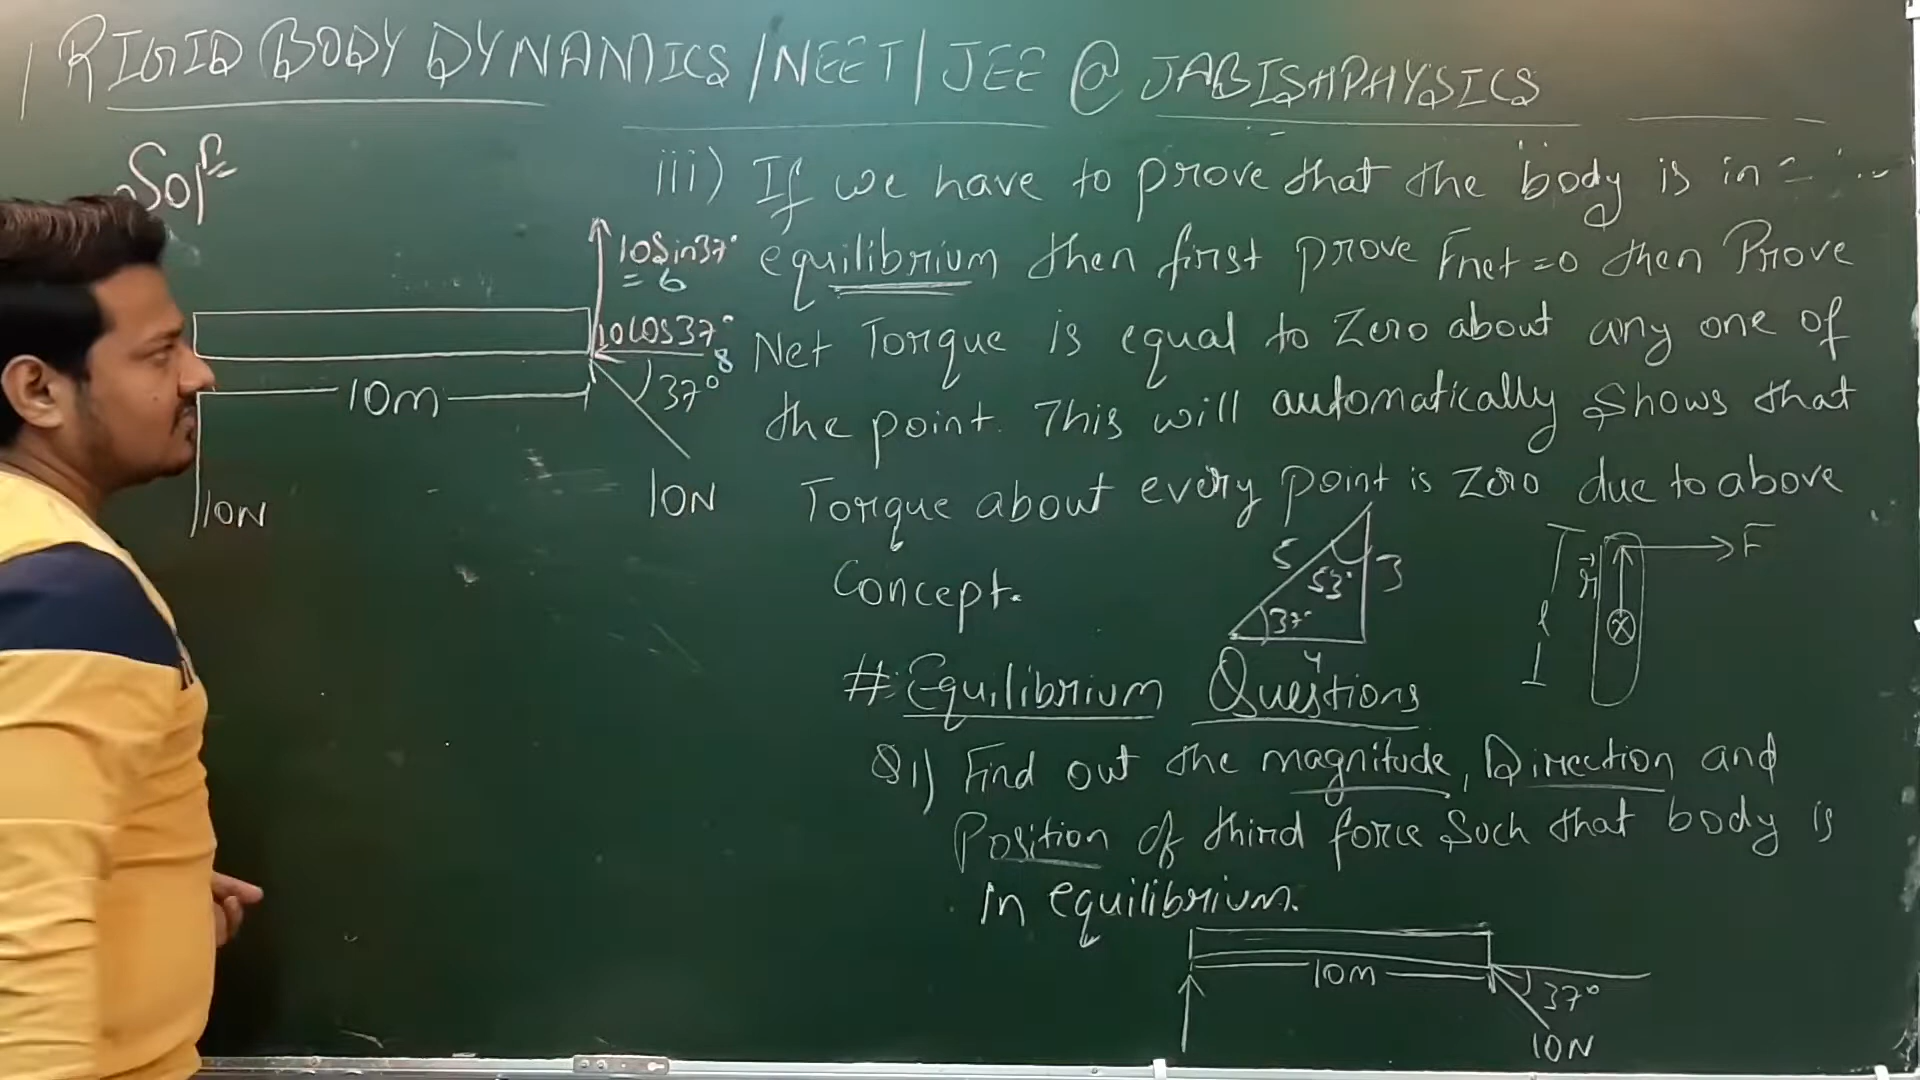 RIGID BODY DYNAMICS/NEET/JEE @ JABISHPHYSICS
Soln
iii) If we have to prove that the body is in
equilibrium then first prove Fnet=0 then Prove
Net Torque is equal to Zero about any one of
the point. This will automatically Shows that
Torque about every point is Zero due to above
Concept.
10Sin37°
= 6
10Cos37°
8
37°
10m
10N
10N
5
3
53°
37°
4
r
F
l
# Equilibrium Questions
Q1) Find out the magnitude, Direction and
Position of third force Such that body is
in equilibrium.
10m
37°
10N